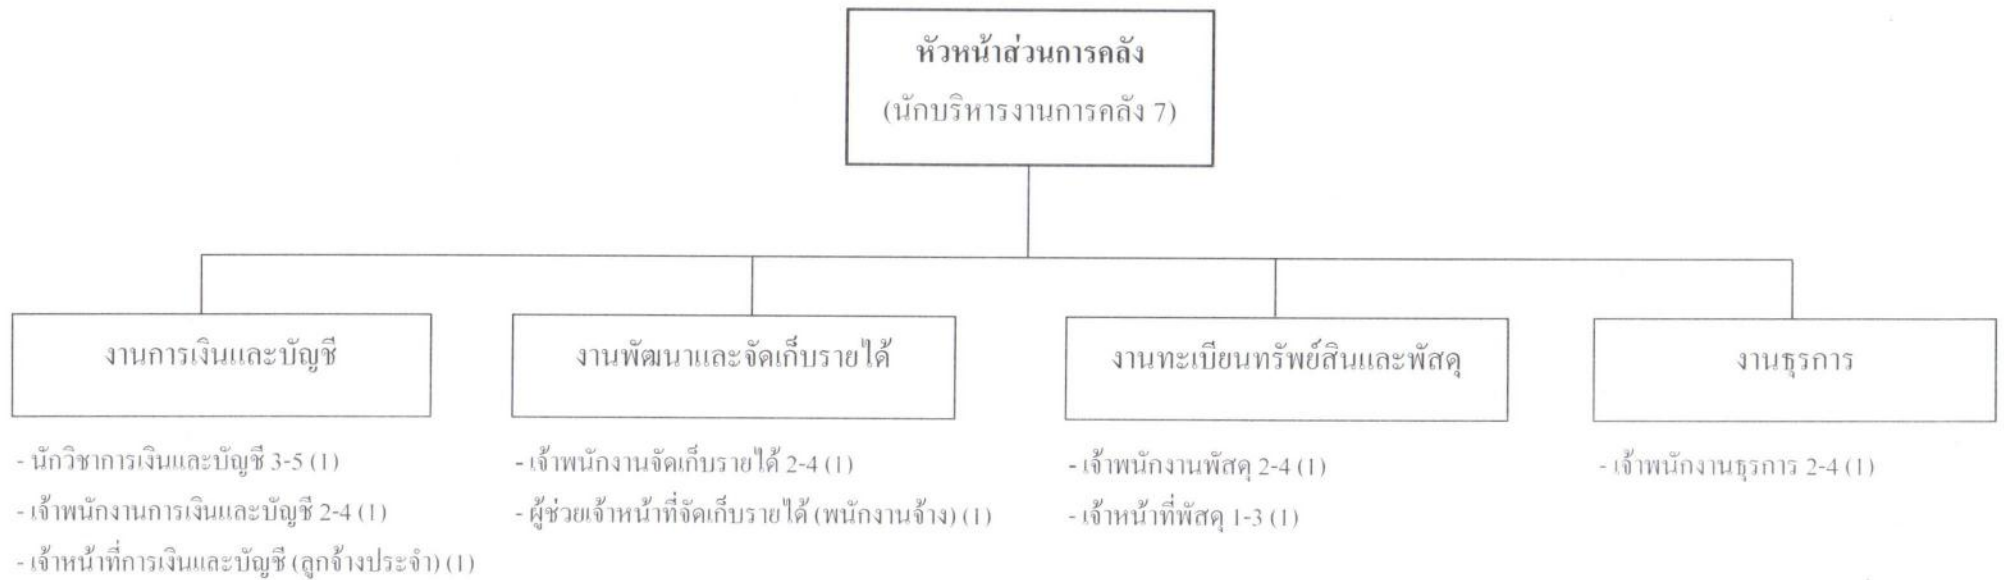 หัวหน้าส่วนการคลัง
(นักบริหารงานการคลัง 7)
งานการเงินและบัญชี
- นักวิชาการเงินและบัญชี 3-5 (1)
- เจ้าพนักงานการเงินและบัญชี 2-4 (1)
- เจ้าหน้าที่การเงินและบัญชี (ลูกจ้างประจำ) (1)
งานพัฒนาและจัดเก็บรายได้
- เจ้าพนักงานจัดเก็บรายได้ 2-4 (1)
- ผู้ช่วยเจ้าหน้าที่จัดเก็บรายได้ (พนักงานจ้าง) (1)
งานทะเบียนทรัพย์สินและพัสดุ
- เจ้าพนักงานพัสดุ 2-4 (1)
- เจ้าหน้าที่พัสดุ 1-3 (1)
งานธุรการ
- เจ้าพนักงานธุรการ 2-4 (1)